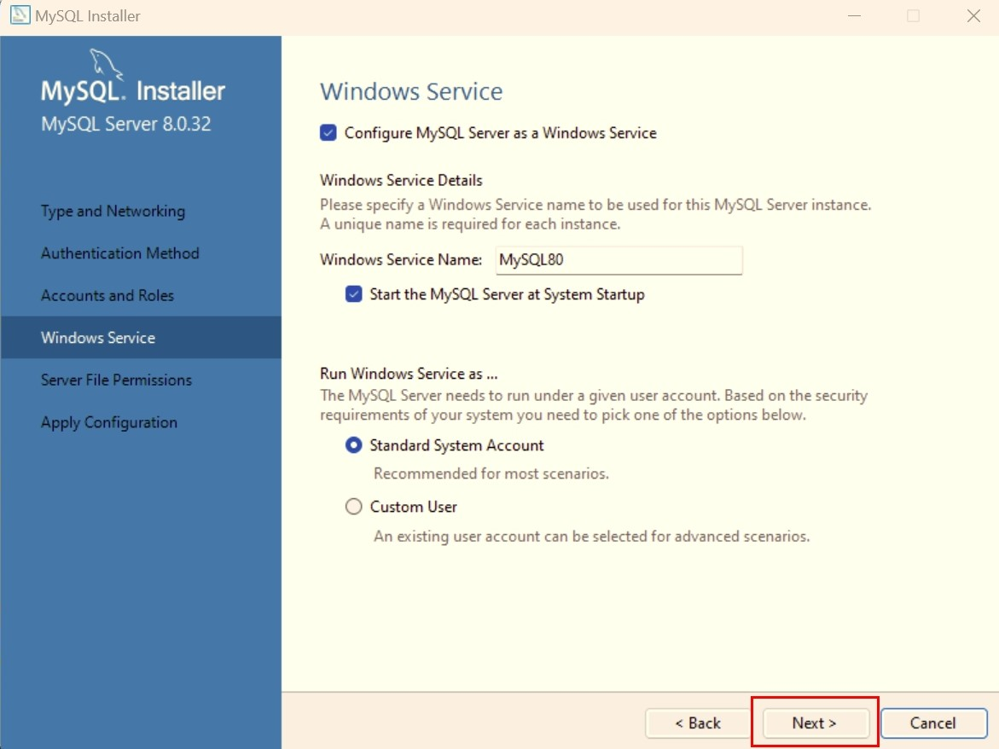 MySQL Installer
MySQL. Installer
MySQL Server 8.0.32
Type and Networking
Authentication Method
Accounts and Roles
Windows Service
Server File Permissions
Apply Configuration
Windows Service
Configure MySQL Server as a Windows Service
Windows Service Details
Please specify a Windows Service name to be used for this MySQL Server instance.
A unique name is required for each instance.
Windows Service Name: MySQL80
Start the MySQL Server at System Startup
Run Windows Service as ...
The MySQL Server needs to run under a given user account. Based on the security
requirements of your system you need to pick one of the options below.
Standard System Account
Recommended for most scenarios.
Custom User
An existing user account can be selected for advanced scenarios.
< Back Next > Cancel